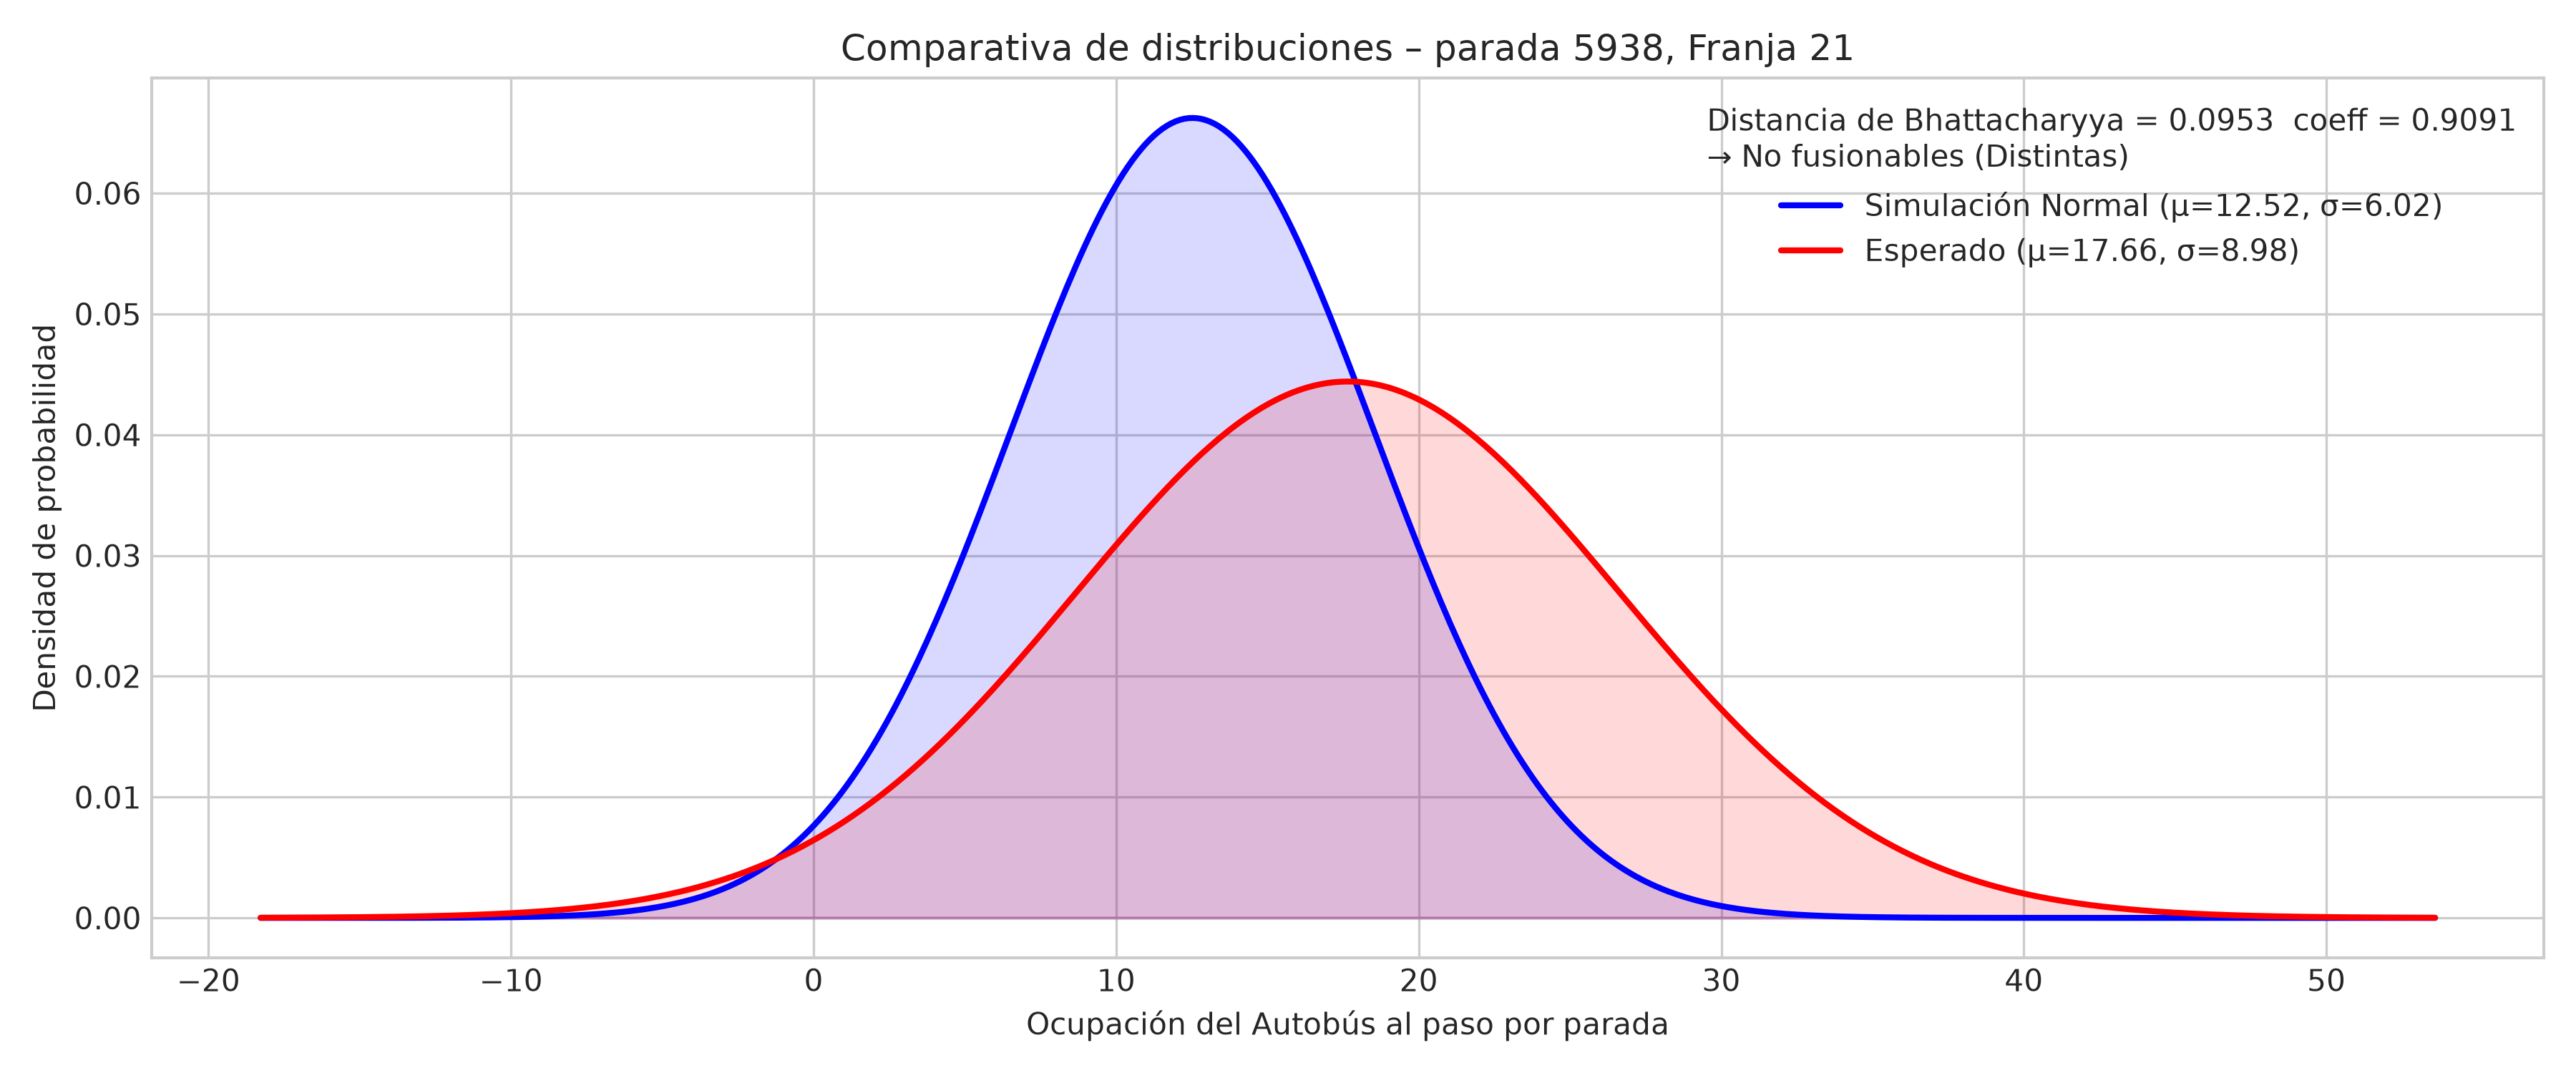 Comparativa de distribuciones – parada 5938, Franja 21
Distancia de Bhattacharyya = 0.0953  coeff = 0.9091
→ No fusionables (Distintas)
Simulación Normal (μ=12.52, σ=6.02)
Esperado (μ=17.66, σ=8.98)
Densidad de probabilidad
0.06
0.05
0.04
0.03
0.02
0.01
0.00
−20 −10 0 10 20 30 40 50
Ocupación del Autobús al paso por parada